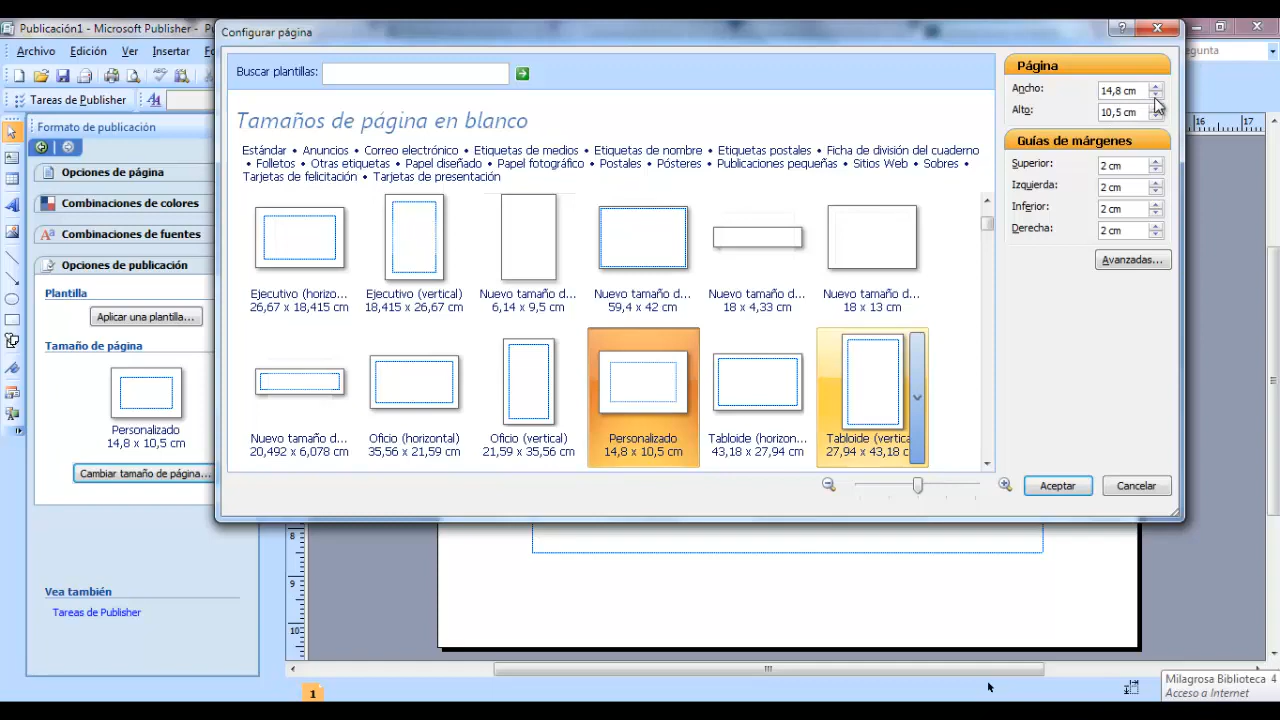 Publicación1 - Microsoft Publisher - Pu
Archivo Edición Ver Insertar Fo
Tareas de Publisher
Formato de publicación
Opciones de página
Combinaciones de colores
Combinaciones de fuentes
Opciones de publicación
Plantilla
Aplicar una plantilla...
Tamaño de página
Personalizado
14,8 x 10,5 cm
Cambiar tamaño de página...
Vea también
Tareas de Publisher
Configurar página
Buscar plantillas:
Tamaños de página en blanco
Estándar • Anuncios • Correo electrónico • Etiquetas de medios • Etiquetas de nombre • Etiquetas postales • Ficha de división del cuaderno
• Folletos • Otras etiquetas • Papel diseñado • Papel fotográfico • Postales • Pósteres • Publicaciones pequeñas • Sitios Web • Sobres •
Tarjetas de felicitación • Tarjetas de presentación
Ejecutivo (horizo... Ejecutivo (vertical) Nuevo tamaño d... Nuevo tamaño d... Nuevo tamaño d... Nuevo tamaño d...
26,67 x 18,415 cm 18,415 x 26,67 cm 6,14 x 9,5 cm 59,4 x 42 cm 18 x 4,33 cm 18 x 13 cm
Nuevo tamaño d... Oficio (horizontal) Oficio (vertical) Personalizado Tabloide (horizon... Tabloide (vertica
20,492 x 6,078 cm 35,56 x 21,59 cm 21,59 x 35,56 cm 14,8 x 10,5 cm 43,18 x 27,94 cm 27,94 x 43,18 c
Página
Ancho: 14,8 cm
Alto: 10,5 cm
Guías de márgenes
Superior: 2 cm
Izquierda: 2 cm
Inferior: 2 cm
Derecha: 2 cm
Avanzadas...
Aceptar Cancelar
egunta
16 17
8
9
10
1
Milagrosa Biblioteca 4
Acceso a Internet